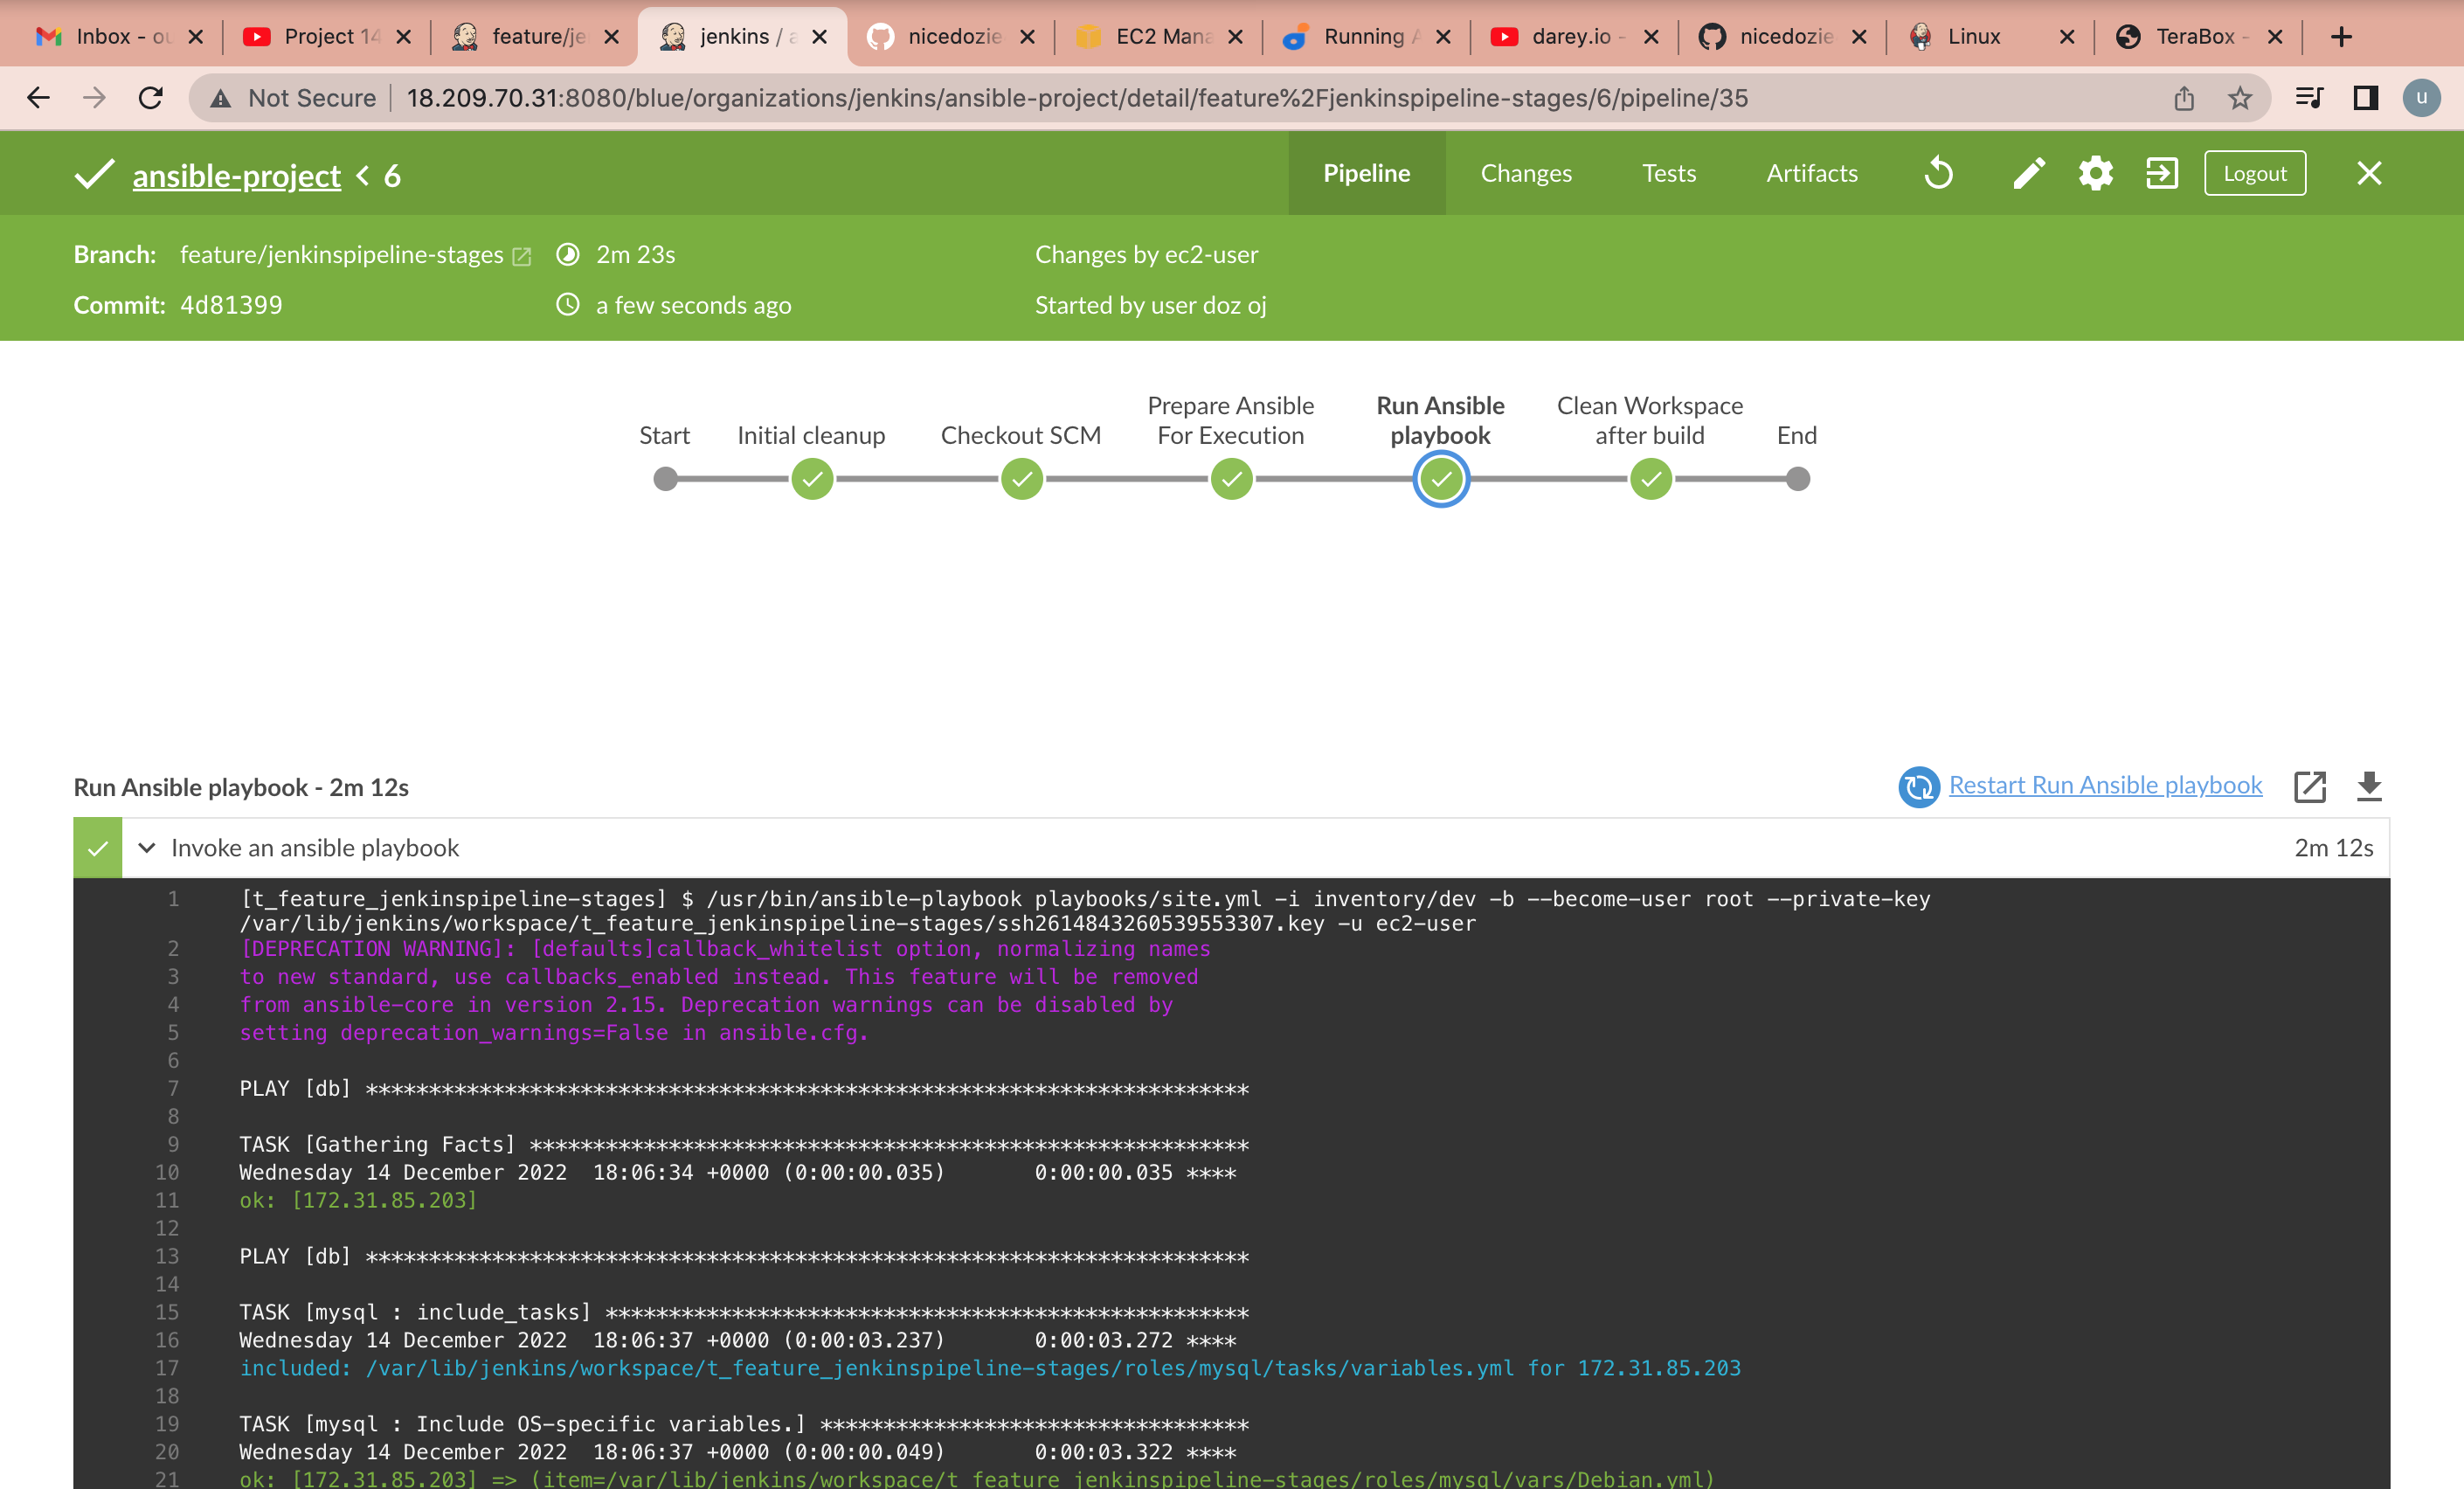 Inbox - ou
Project 14
feature/je
jenkins / a
nicedozie
EC2 Mana
Running A
darey.io -
nicedozie
Linux
TeraBox -
Not Secure
18.209.70.31:8080/blue/organizations/jenkins/ansible-project/detail/feature%2Fjenkinspipeline-stages/6/pipeline/35
u
ansible-project < 6
Pipeline
Changes
Tests
Artifacts
Logout
Branch: feature/jenkinspipeline-stages
2m 23s
Changes by ec2-user
Commit: 4d81399
a few seconds ago
Started by user doz oj
Start
Initial cleanup
Checkout SCM
Prepare Ansible
For Execution
Run Ansible
playbook
Clean Workspace
after build
End
Run Ansible playbook - 2m 12s
Restart Run Ansible playbook
Invoke an ansible playbook
2m 12s
1 [t_feature_jenkinspipeline-stages] $ /usr/bin/ansible-playbook playbooks/site.yml -i inventory/dev -b --become-user root --private-key
/var/lib/jenkins/workspace/t_feature_jenkinspipeline-stages/ssh2614843260539553307.key -u ec2-user
2 [DEPRECATION WARNING]: [defaults]callback_whitelist option, normalizing names
3 to new standard, use callbacks_enabled instead. This feature will be removed
4 from ansible-core in version 2.15. Deprecation warnings can be disabled by
5 setting deprecation_warnings=False in ansible.cfg.
6
7 PLAY [db] **********************************************************************
8
9 TASK [Gathering Facts] *********************************************************
10 Wednesday 14 December 2022  18:06:34 +0000 (0:00:00.035)       0:00:00.035 ****
11 ok: [172.31.85.203]
12
13 PLAY [db] **********************************************************************
14
15 TASK [mysql : include_tasks] ***************************************************
16 Wednesday 14 December 2022  18:06:37 +0000 (0:00:03.237)       0:00:03.272 ****
17 included: /var/lib/jenkins/workspace/t_feature_jenkinspipeline-stages/roles/mysql/tasks/variables.yml for 172.31.85.203
18
19 TASK [mysql : Include OS-specific variables.] **********************************
20 Wednesday 14 December 2022  18:06:37 +0000 (0:00:00.049)       0:00:03.322 ****
21 ok: [172.31.85.203] => (item=/var/lib/jenkins/workspace/t_feature_jenkinspipeline-stages/roles/mysql/vars/Debian.yml)